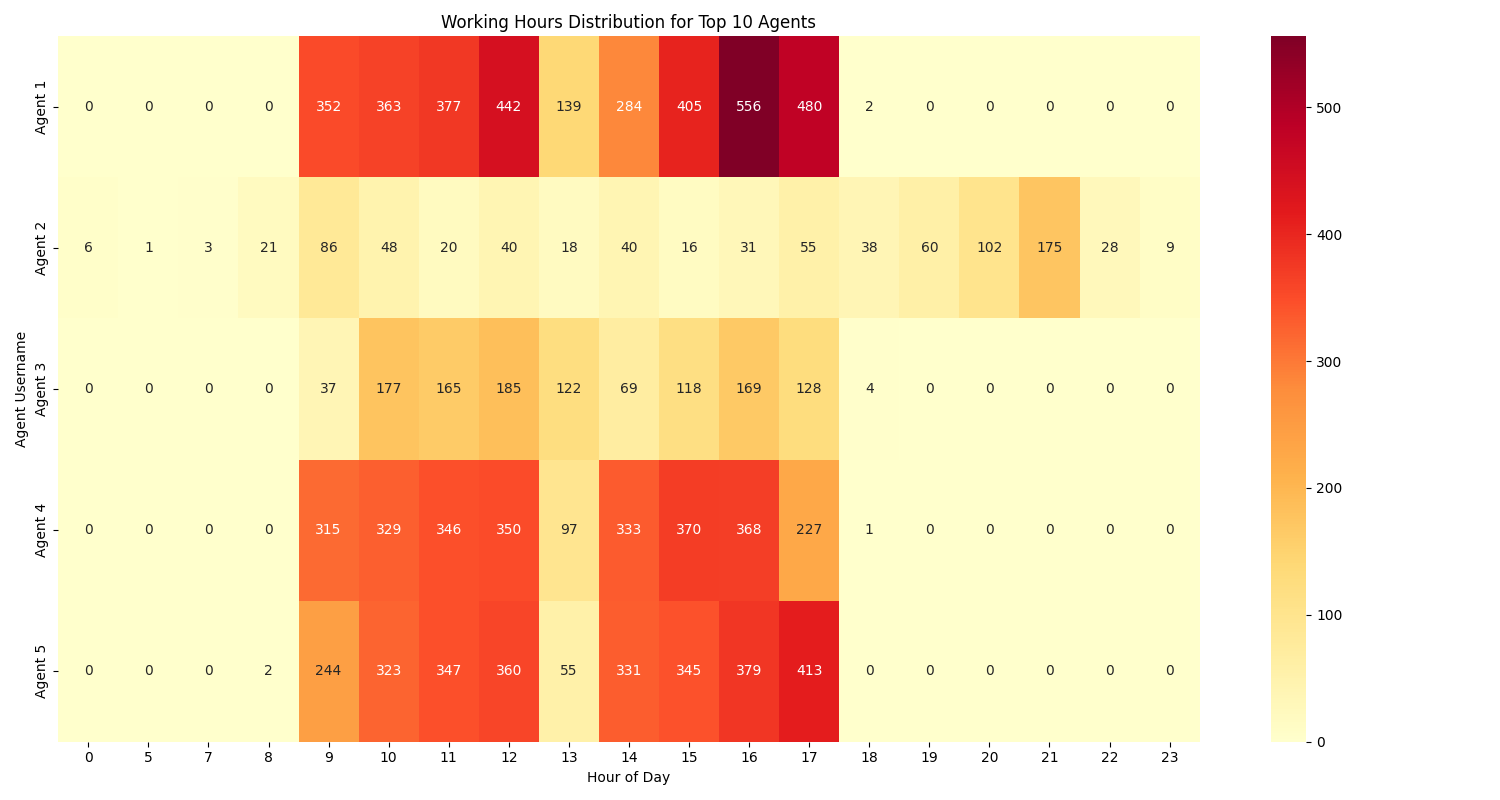 Working Hours Distribution for Top 10 Agents
Agent Username
Agent 1
0 0 0 0 352 363 377 442 139 284 405 556 480 2 0 0 0 0 0
Agent 2
6 1 3 21 86 48 20 40 18 40 16 31 55 38 60 102 175 28 9
Agent 3
0 0 0 0 37 177 165 185 122 69 118 169 128 4 0 0 0 0 0
Agent 4
0 0 0 0 315 329 346 350 97 333 370 368 227 1 0 0 0 0 0
Agent 5
0 0 0 2 244 323 347 360 55 331 345 379 413 0 0 0 0 0 0
0 5 7 8 9 10 11 12 13 14 15 16 17 18 19 20 21 22 23
Hour of Day
500
400
300
200
100
0